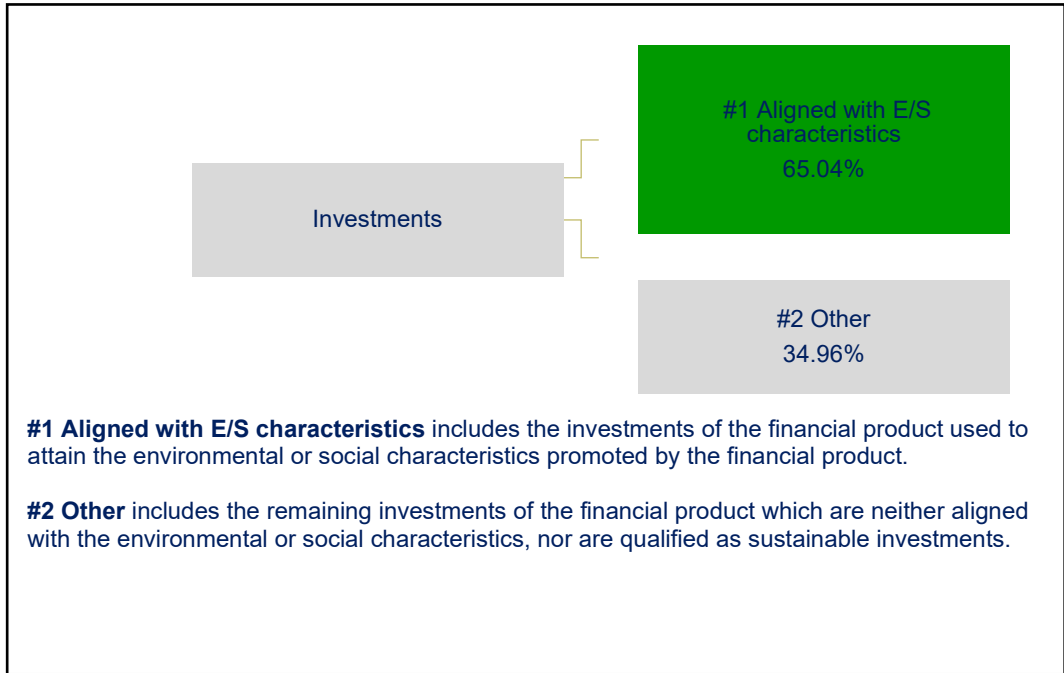 #1 Aligned with E/S
characteristics
65.04%
Investments
#2 Other
34.96%
#1 Aligned with E/S characteristics includes the investments of the financial product used to
attain the environmental or social characteristics promoted by the financial product.
#2 Other includes the remaining investments of the financial product which are neither aligned
with the environmental or social characteristics, nor are qualified as sustainable investments.